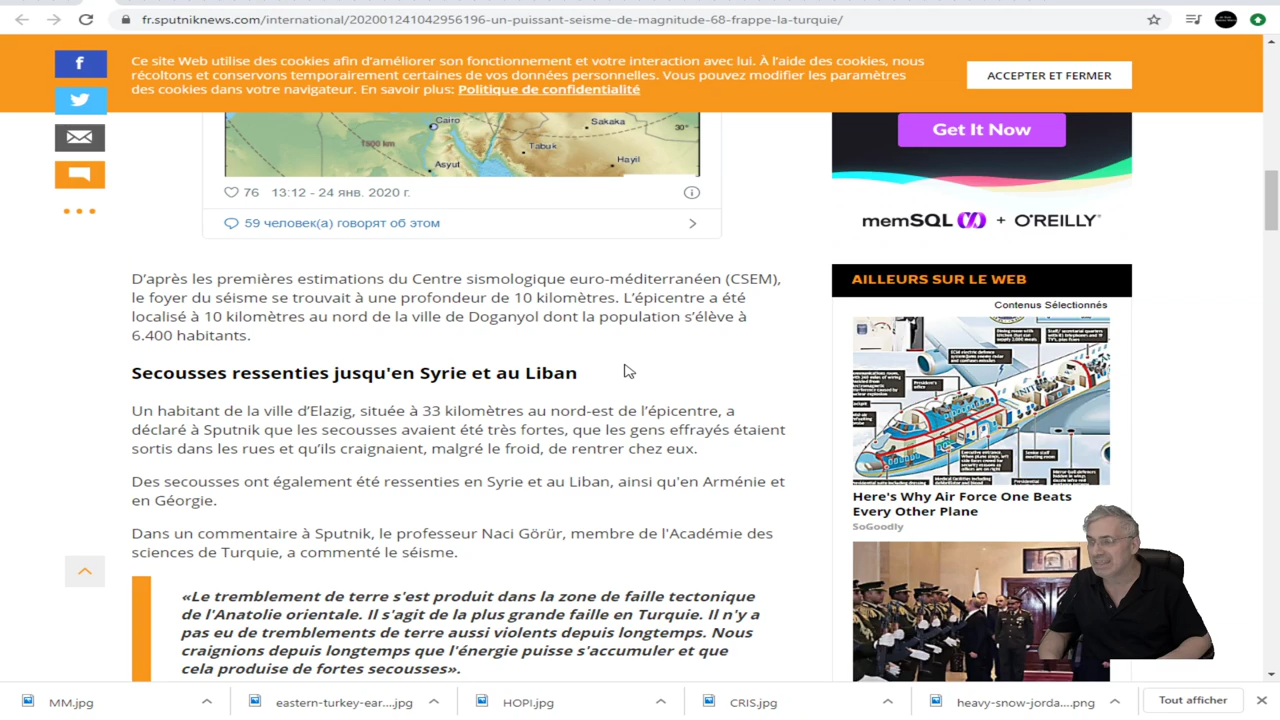 fr.sputniknews.com/international/202001241042956196-un-puissant-seisme-de-magnitude-68-frappe-la-turquie/
Ce site Web utilise des cookies afin d'améliorer son fonctionnement et votre interaction avec lui. À l'aide des cookies, nous
récoltons et conservons temporairement certaines de vos données personnelles. Vous pouvez modifier les paramètres
des cookies dans votre navigateur. En savoir plus: Politique de confidentialité
ACCEPTER ET FERMER
Cairo
Sakaka
30°
1500 km
Tabuk
Asyut
Hayil
76 13:12 - 24 янв. 2020 г.
59 человек(а) говорят об этом
Get It Now
memSQL + O'REILLY
D'après les premières estimations du Centre sismologique euro-méditerranéen (CSEM),
le foyer du séisme se trouvait à une profondeur de 10 kilomètres. L'épicentre a été
localisé à 10 kilomètres au nord de la ville de Doganyol dont la population s'élève à
6.400 habitants.
Secousses ressenties jusqu'en Syrie et au Liban
Un habitant de la ville d'Elazig, située à 33 kilomètres au nord-est de l'épicentre, a
déclaré à Sputnik que les secousses avaient été très fortes, que les gens effrayés étaient
sortis dans les rues et qu'ils craignaient, malgré le froid, de rentrer chez eux.
Des secousses ont également été ressenties en Syrie et au Liban, ainsi qu'en Arménie et
en Géorgie.
Dans un commentaire à Sputnik, le professeur Naci Görür, membre de l'Académie des
sciences de Turquie, a commenté le séisme.
«Le tremblement de terre s'est produit dans la zone de faille tectonique
de l'Anatolie orientale. Il s'agit de la plus grande faille en Turquie. Il n'y a
pas eu de tremblements de terre aussi violents depuis longtemps. Nous
craignions depuis longtemps que l'énergie puisse s'accumuler et que
cela produise de fortes secousses».
AILLEURS SUR LE WEB
Contenus Sélectionnés
Here's Why Air Force One Beats
Every Other Plane
SoGoodly
MM.jpg
eastern-turkey-ear....jpg
HOPI.jpg
CRIS.jpg
heavy-snow-jorda....png
Tout afficher